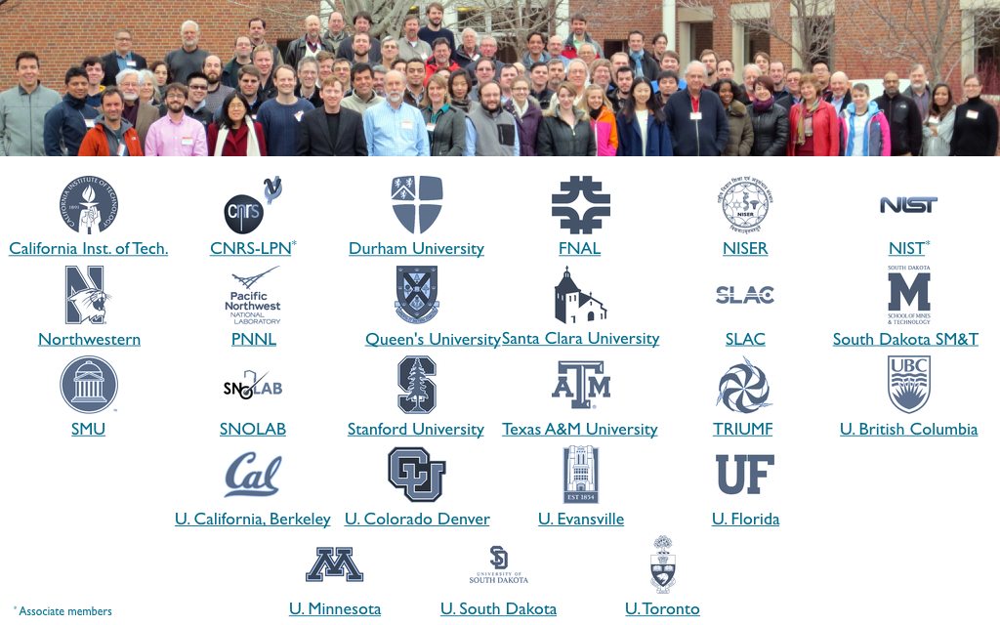 CALIFORNIA INSTITUTE OF TECHNOLOGY
1891
California Inst. of Tech.
cnrs
CNRS-LPN*
Durham University
FNAL
NISER
NISER
NIST
NIST*
N
Northwestern
Pacific
Northwest
NATIONAL
LABORATORY
PNNL
Queen's University
Santa Clara University
SLAC
SLAC
SOUTH DAKOTA
M
SCHOOL OF MINES
& TECHNOLOGY
South Dakota SM&T
SMU
SNOLAB
SNOLAB
S
Stanford University
ATM
Texas A&M University
TRIUMF
UBC
U. British Columbia
Cal
U. California, Berkeley
CU
U. Colorado Denver
EST 1854
U. Evansville
UF
U. Florida
M
U. Minnesota
SD
UNIVERSITY OF
SOUTH DAKOTA
U. South Dakota
U. Toronto
* Associate members